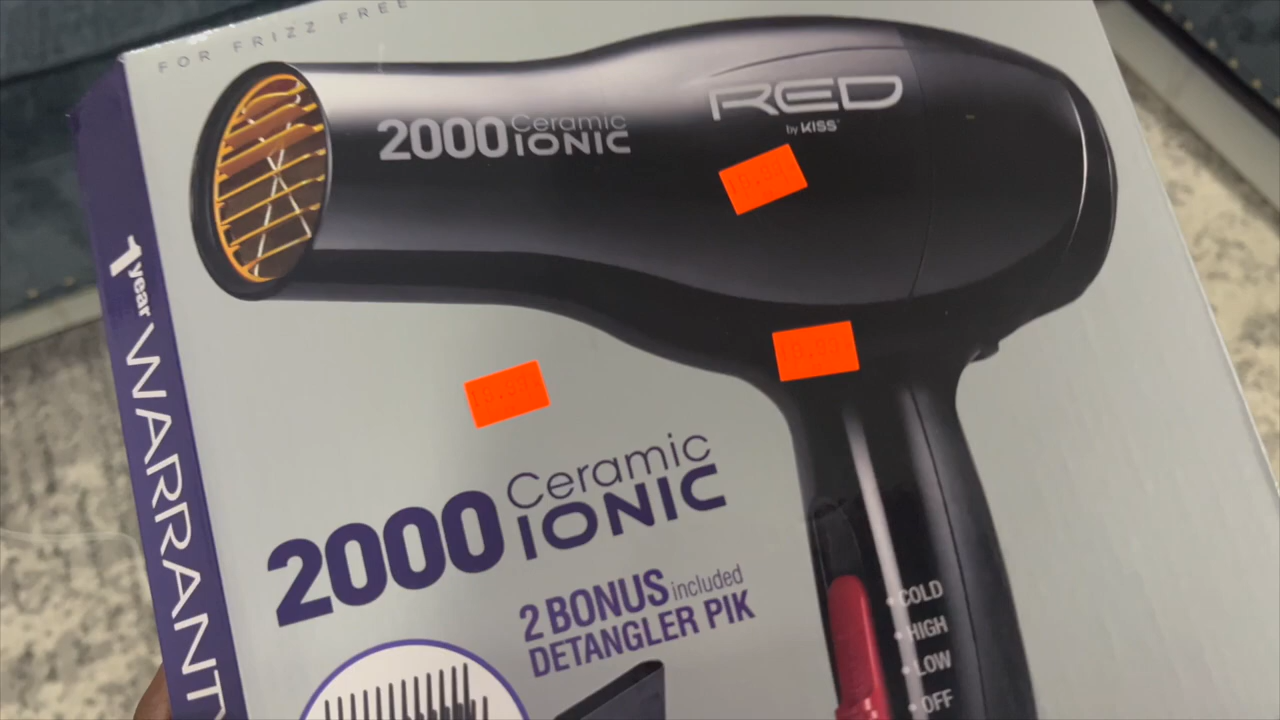 FOR FRIZZ FREE
2000 Ceramic IONIC
RED
by KISS
1 year WARRANTY
2000 Ceramic IONIC
2 BONUS included
DETANGLER PIK
COLD
HIGH
LOW
OFF